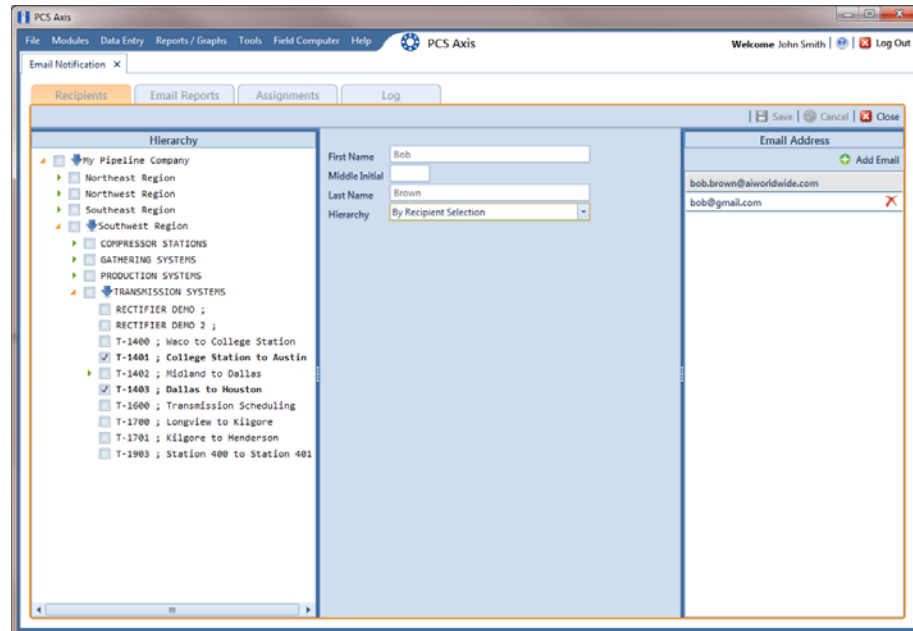 PCS Axis
File Modules Data Entry Reports / Graphs Tools Field Computer Help PCS Axis Welcome John Smith Log Out
Email Notification
Recipients Email Reports Assignments Log
Save Cancel Close
Hierarchy
My Pipeline Company
Northeast Region
Northwest Region
Southeast Region
Southwest Region
COMPRESSOR STATIONS
GATHERING SYSTEMS
PRODUCTION SYSTEMS
TRANSMISSION SYSTEMS
RECTIFIER DEMO ;
RECTIFIER DEMO 2 ;
T-1400 ; Waco to College Station
T-1401 ; College Station to Austin
T-1402 ; Midland to Dallas
T-1403 ; Dallas to Houston
T-1600 ; Transmission Scheduling
T-1700 ; Longview to Kilgore
T-1701 ; Kilgore to Henderson
T-1903 ; Station 400 to Station 401
First Name Bob
Middle Initial
Last Name Brown
Hierarchy By Recipient Selection
Email Address
Add Email
bob.brown@aiworldwide.com
bob@gmail.com